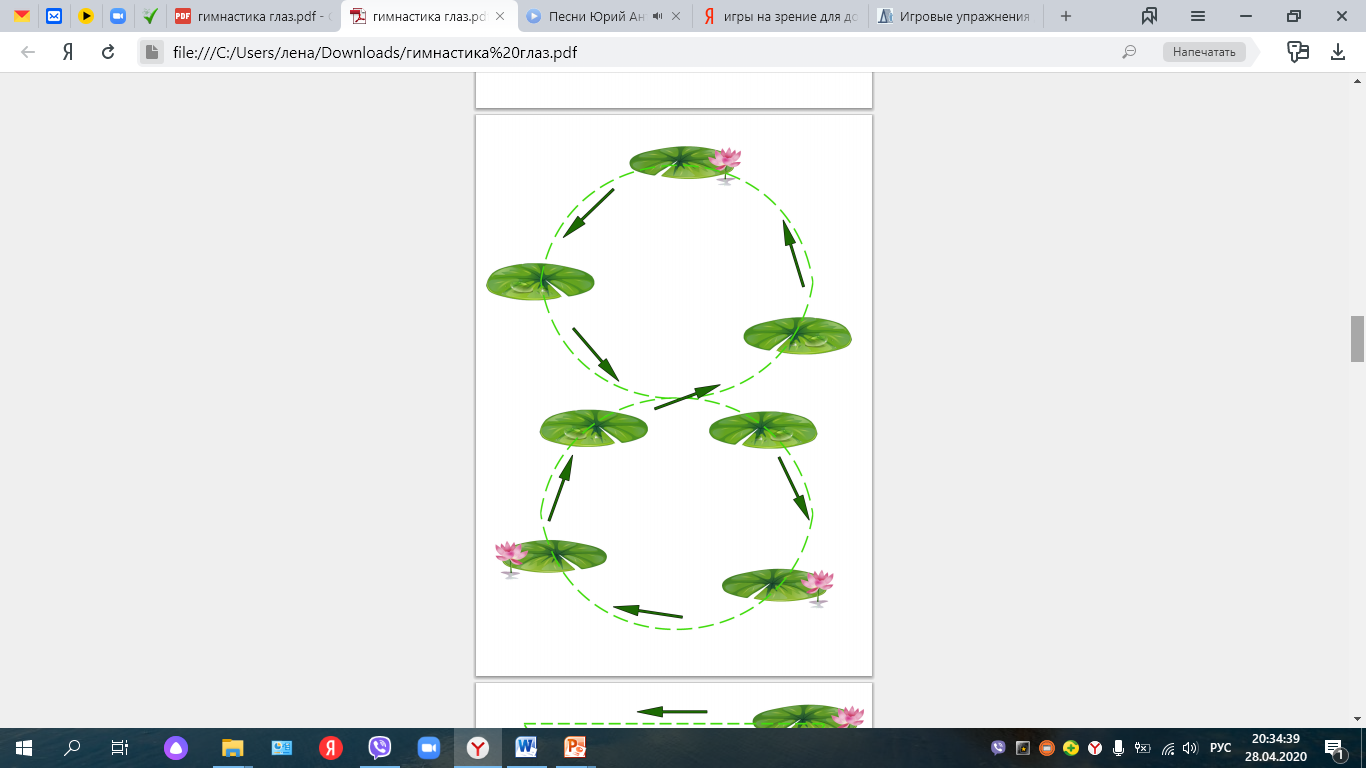 гимнастика глаз.pdf - 
гимнастика глаз.pd
Песни Юрий Ан
игры на зрение для до
Игровые упражнения
file:///C:/Users/лена/Downloads/гимнастика%20глаз.pdf
Напечатать
РУС
20:34:39
28.04.2020
1